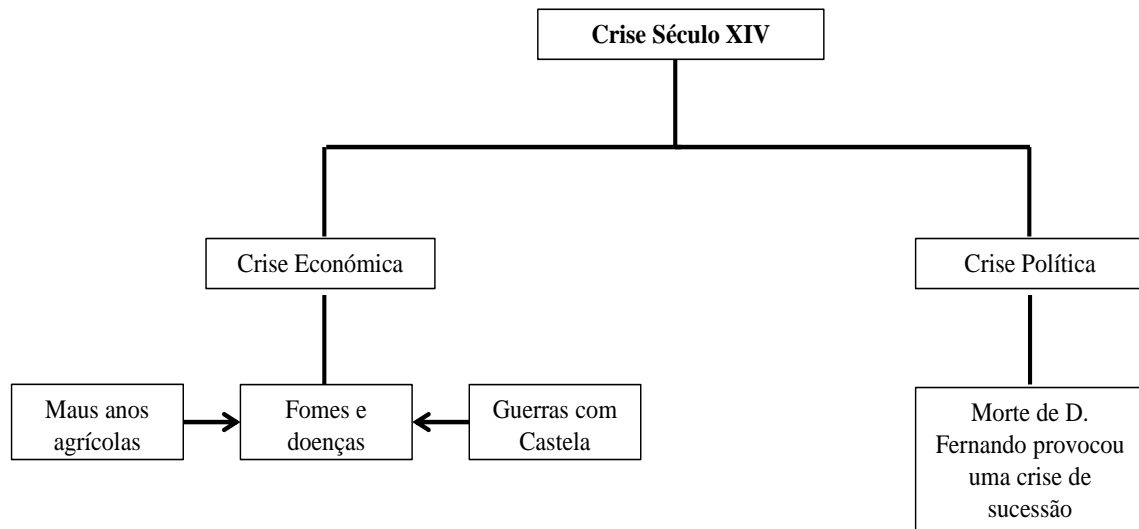 Crise Século XIV
Crise Económica
Crise Política
Maus anos
agrícolas
Fomes e
doenças
Guerras com
Castela
Morte de D.
Fernando provocou
uma crise de
sucessão